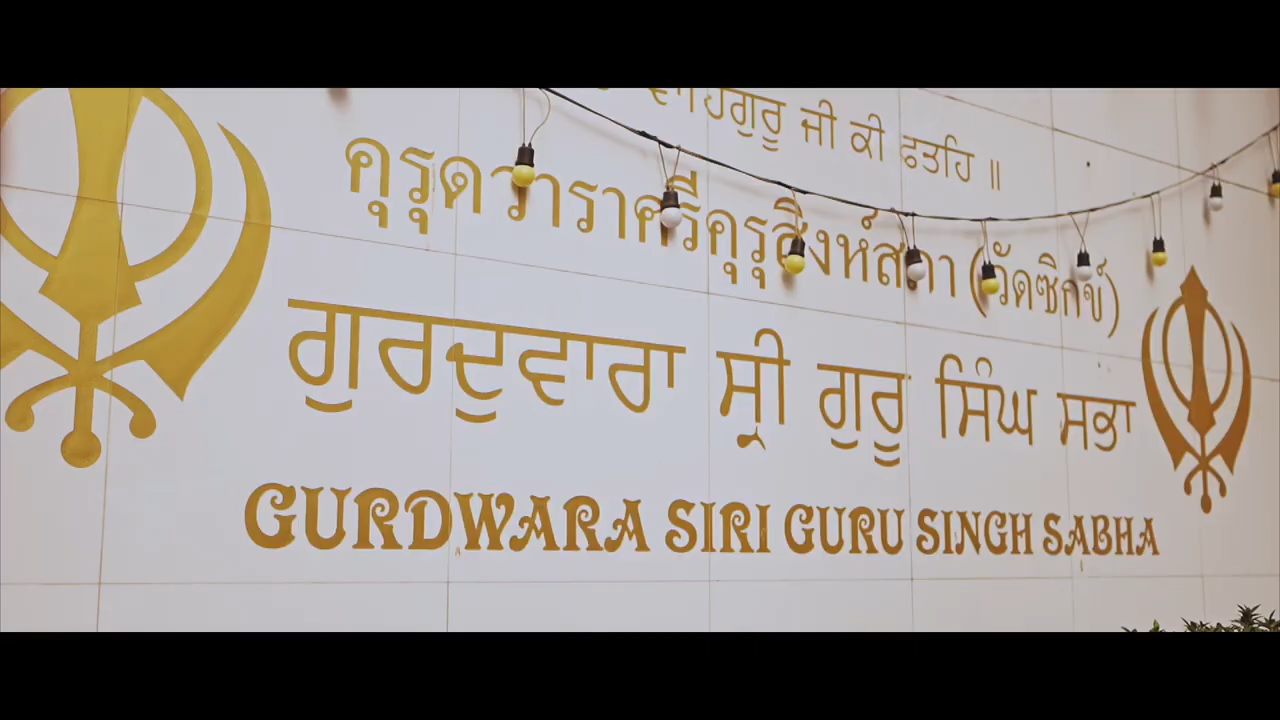 ਵਾਹਿਗੁਰੂ ਜੀ ਕੀ ਫਤਹਿ ॥
คุรุดวาราศรีคุรุสิงห์สภา (วัดซิกข์)
ਗੁਰਦੁਵਾਰਾ ਸ੍ਰੀ ਗੁਰੂ ਸਿੰਘ ਸਭਾ
GURDWARA SIRI GURU SINGH SABHA